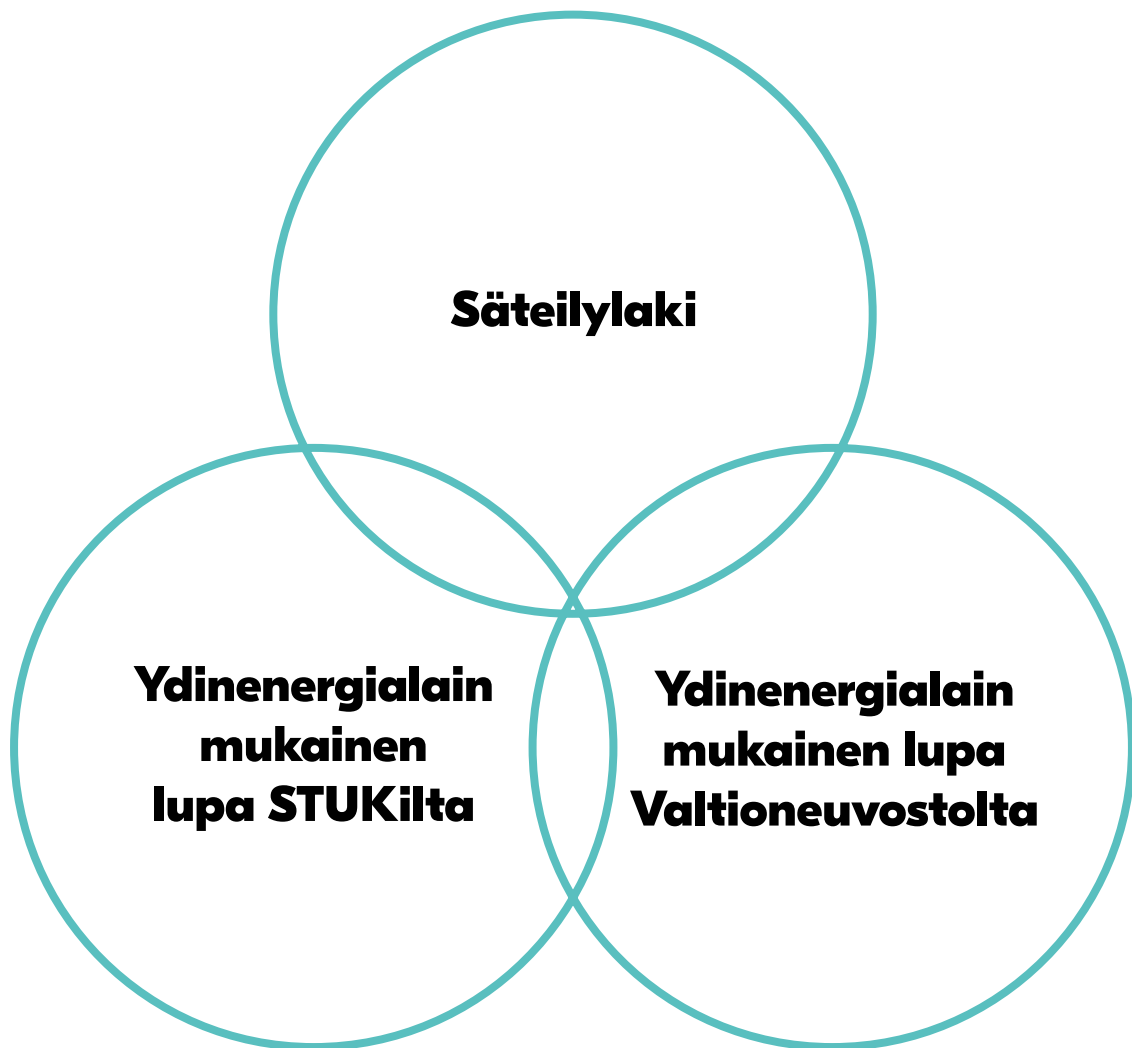 Säteilylaki
Ydinenergialain
mukainen
lupa STUKilta
Ydinenergialain
mukainen lupa
Valtioneuvostolta